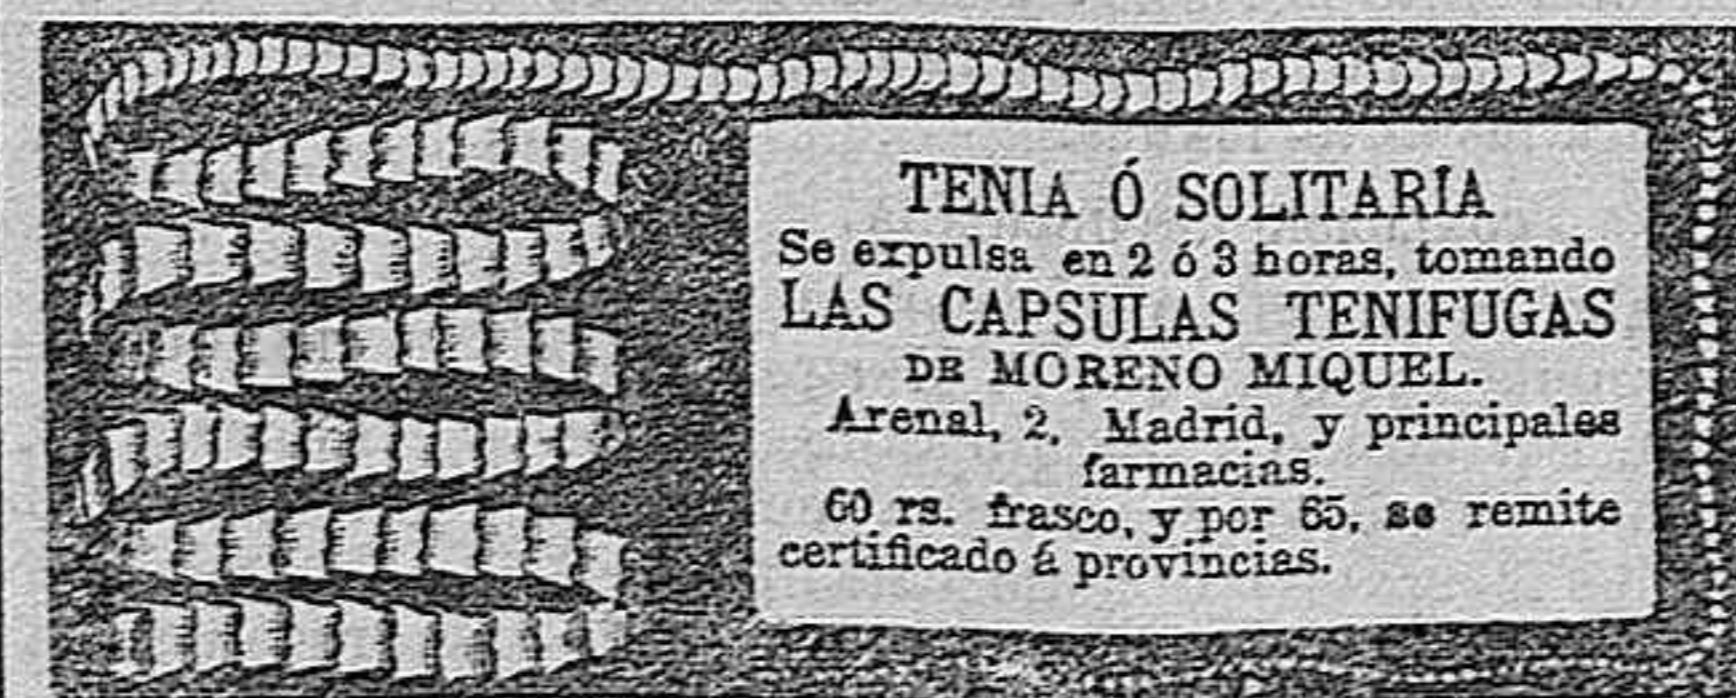 TENIA Ó SOLITARÍA
Se expulsa en 2 ó 3 horas, tomando
LAS CAPSULAS TENIFUGAS
DE MORENO MIQUEL.
Arenal, 2, Madrid, y principales
farmacias.
60 rs. frasco, y por 65, se remite
certificado á provincias.